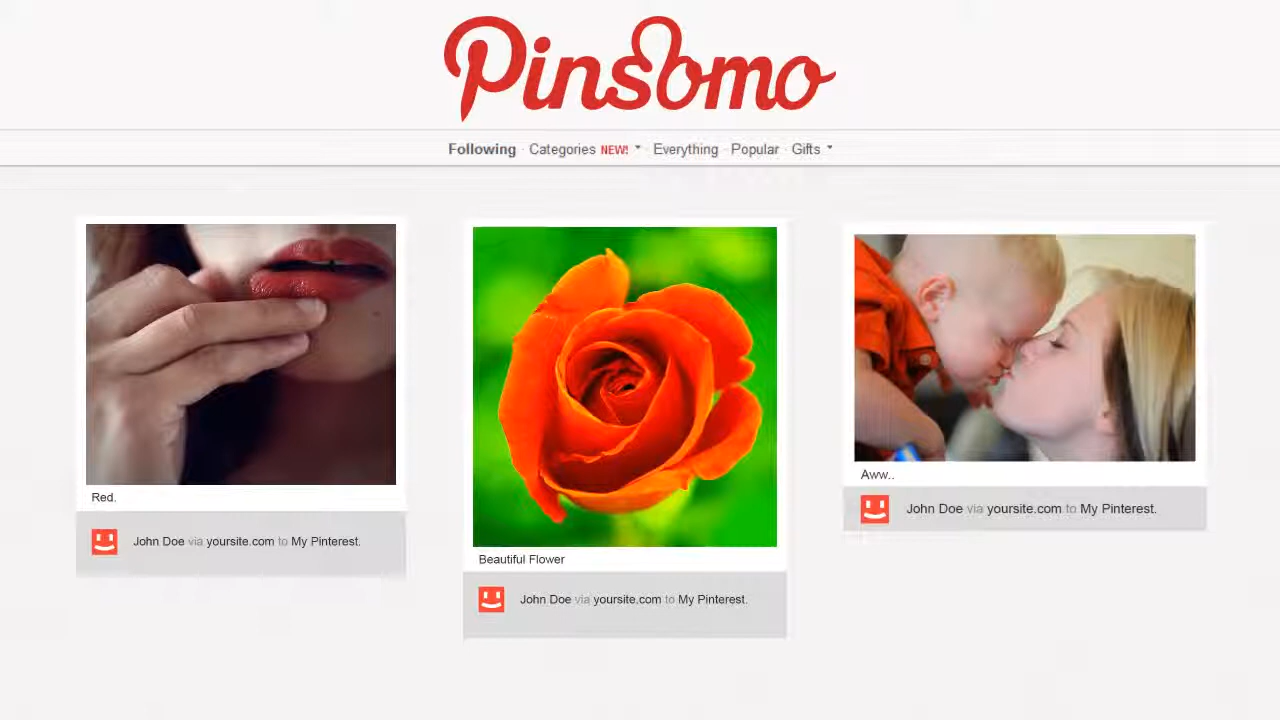 Pinsomo
Following · Categories NEW! · Everything · Popular · Gifts
Red.
John Doe via yoursite.com to My Pinterest.
Beautiful Flower
John Doe via yoursite.com to My Pinterest.
Aww..
John Doe via yoursite.com to My Pinterest.